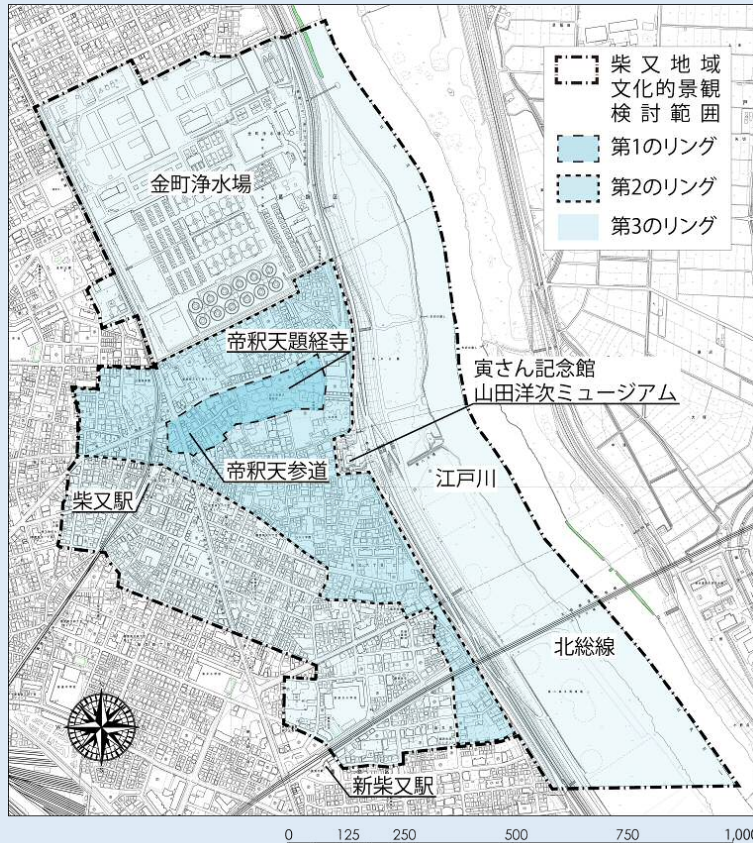 柴又地域
文化的景観
検討範囲
第1のリング
第2のリング
第3のリング
金町浄水場
帝釈天題経寺
寅さん記念館
山田洋次ミュージアム
帝釈天参道
江戸川
柴又駅
北総線
新柴又駅
0 125 250 500 750 1,000